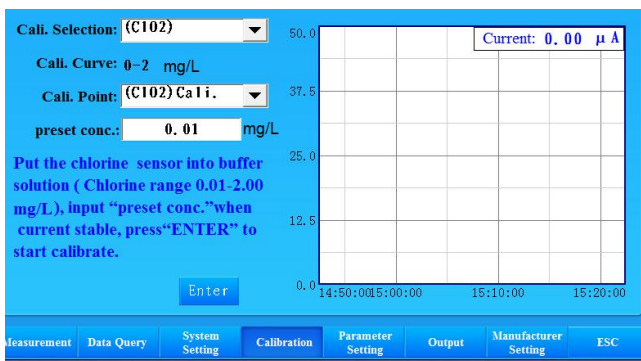 Cali. Selection: (C102)
Cali. Curve: 0-2 mg/L
Cali. Point: (C102)Cali.
preset conc.: 0.01 mg/L
Put the chlorine sensor into buffer
solution ( Chlorine range 0.01-2.00
mg/L), input “preset conc.”when
current stable, press“ENTER” to
start calibrate.
Enter
Current: 0.00 μA
50.0
37.5
25.0
12.5
0.0
14:50:00 15:00:00 15:10:00 15:20:00
Measurement
Data Query
System
Setting
Calibration
Parameter
Setting
Output
Manufacturer
Setting
ESC